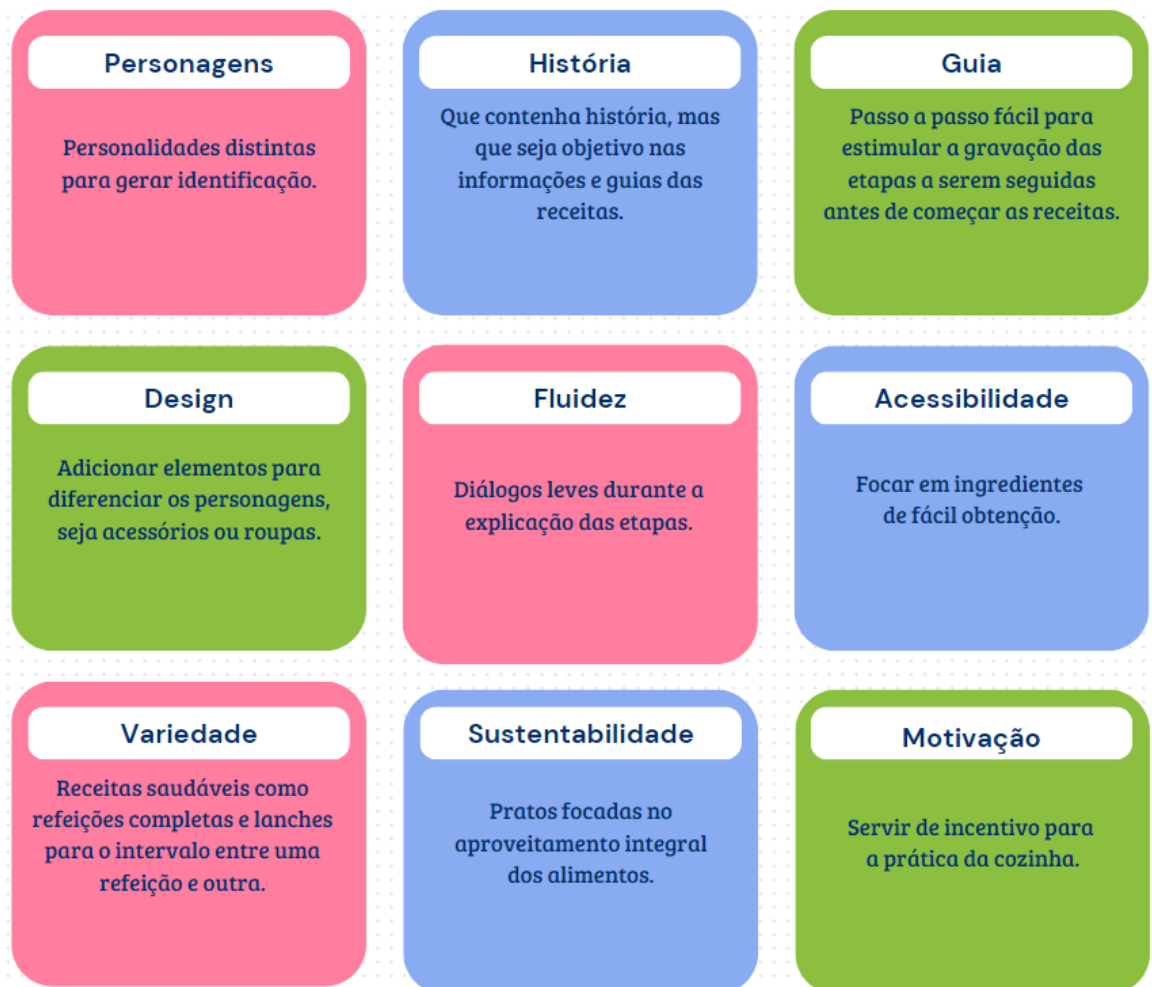 Personagens
Personalidades distintas
para gerar identificação.
História
Que contenha história, mas
que seja objetivo nas
informações e guias das
receitas.
Guia
Passo a passo fácil para
estimular a gravação das
etapas a serem seguidas
antes de começar as receitas.
Design
Adicionar elementos para
diferenciar os personagens,
seja acessórios ou roupas.
Fluidez
Diálogos leves durante a
explicação das etapas.
Acessibilidade
Focar em ingredientes
de fácil obtenção.
Variedade
Receitas saudáveis como
refeições completas e lanches
para o intervalo entre uma
refeição e outra.
Sustentabilidade
Pratos focadas no
aproveitamento integral
dos alimentos.
Motivação
Servir de incentivo para
a prática da cozinha.